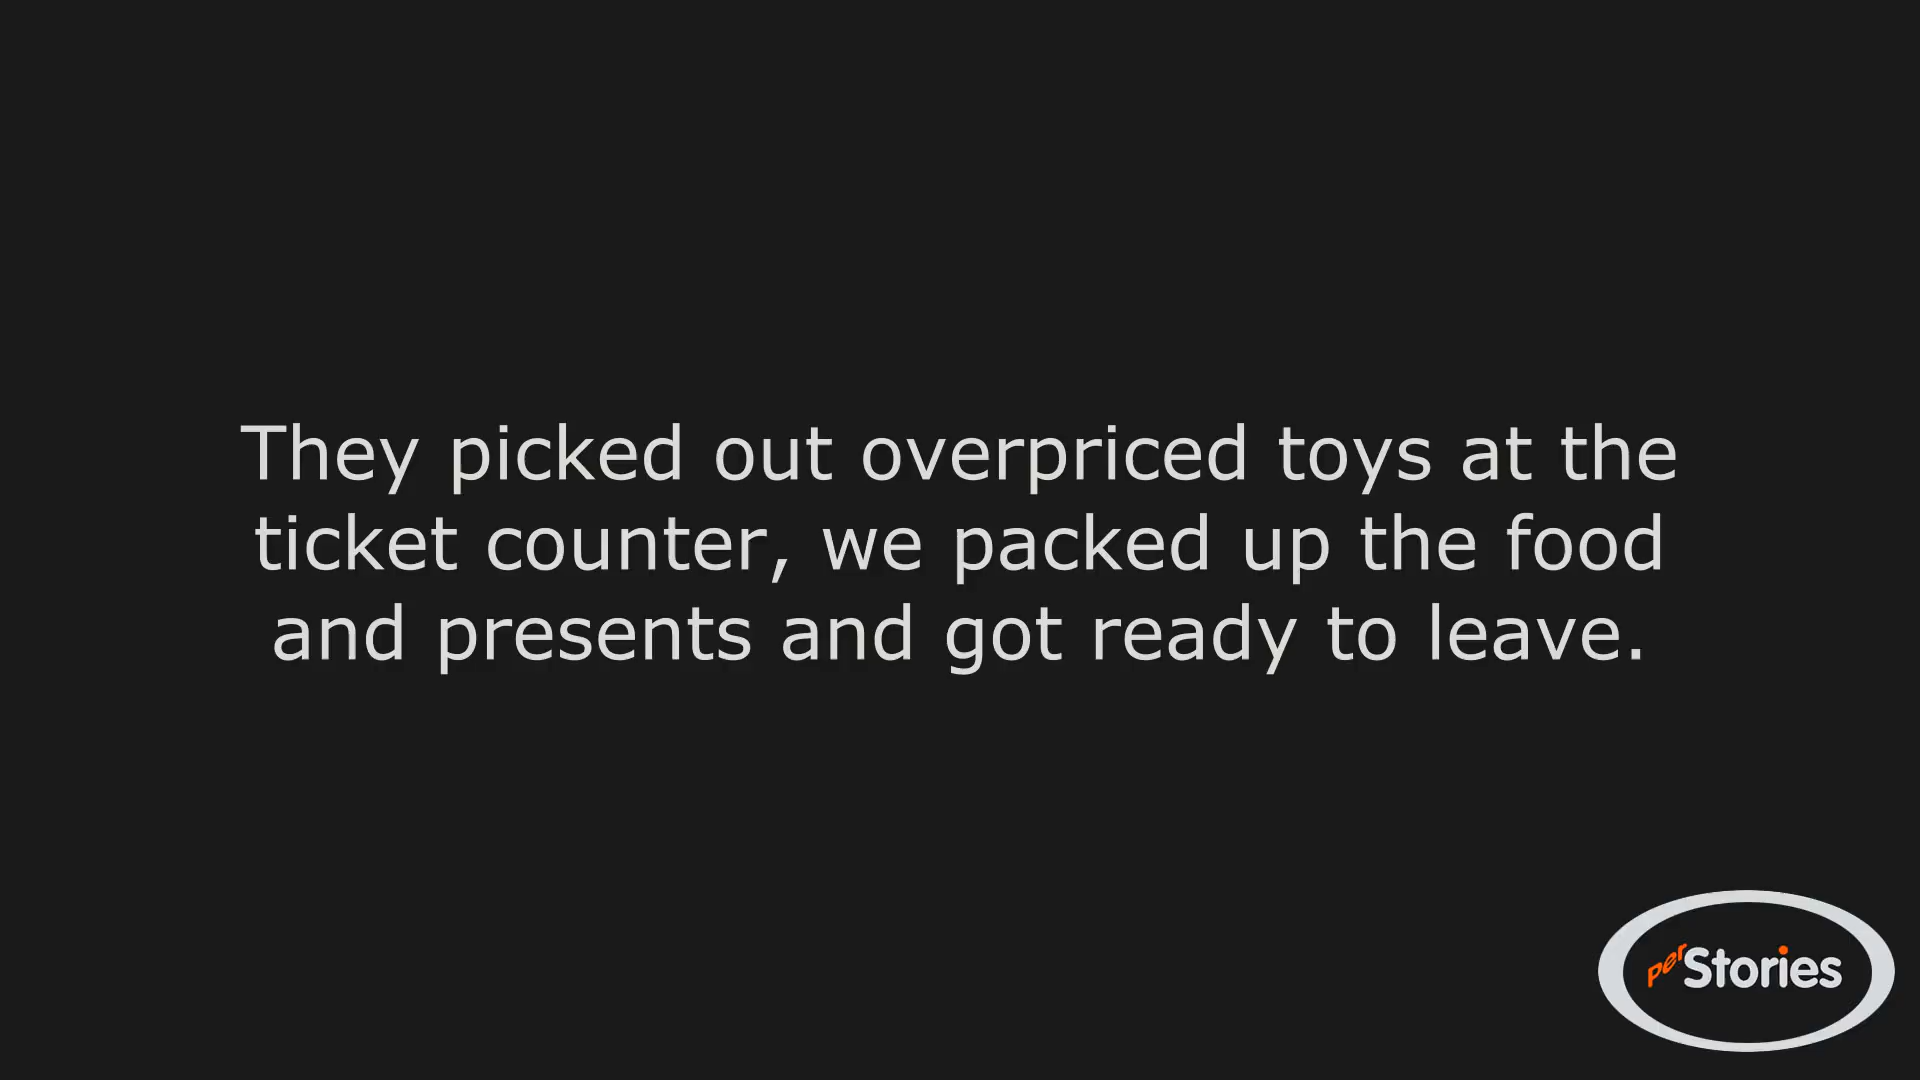 They picked out overpriced toys at the
ticket counter, we packed up the food
and presents and got ready to leave.
perStories